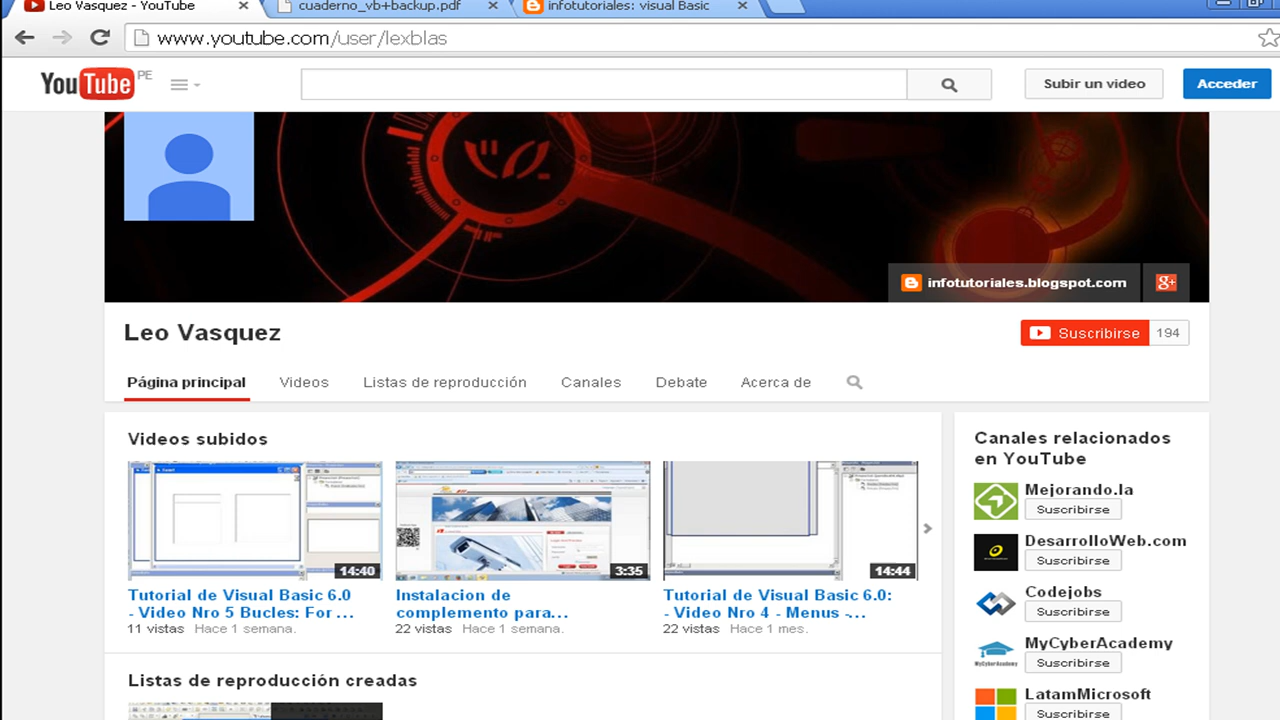 Leo Vasquez - YouTube
cuaderno_vb+backup.pdf
infotutoriales: visual Basic
www.youtube.com/user/lexblas
YouTube PE
Subir un video
Acceder
infotutoriales.blogspot.com
g+
Leo Vasquez
Suscribirse 194
Página principal Videos Listas de reproducción Canales Debate Acerca de
Videos subidos
14:40
Tutorial de Visual Basic 6.0
- Video Nro 5 Bucles: For ...
11 vistas Hace 1 semana.
3:35
Instalacion de
complemento para...
22 vistas Hace 1 semana.
14:44
Tutorial de Visual Basic 6.0:
- Video Nro 4 - Menus -...
22 vistas Hace 1 mes.
Listas de reproducción creadas
Canales relacionados
en YouTube
Mejorando.la
Suscribirse
DesarrolloWeb.com
Suscribirse
Codejobs
Suscribirse
MyCyberAcademy
MyCyberAcademy
Suscribirse
LatamMicrosoft
Suscribirse